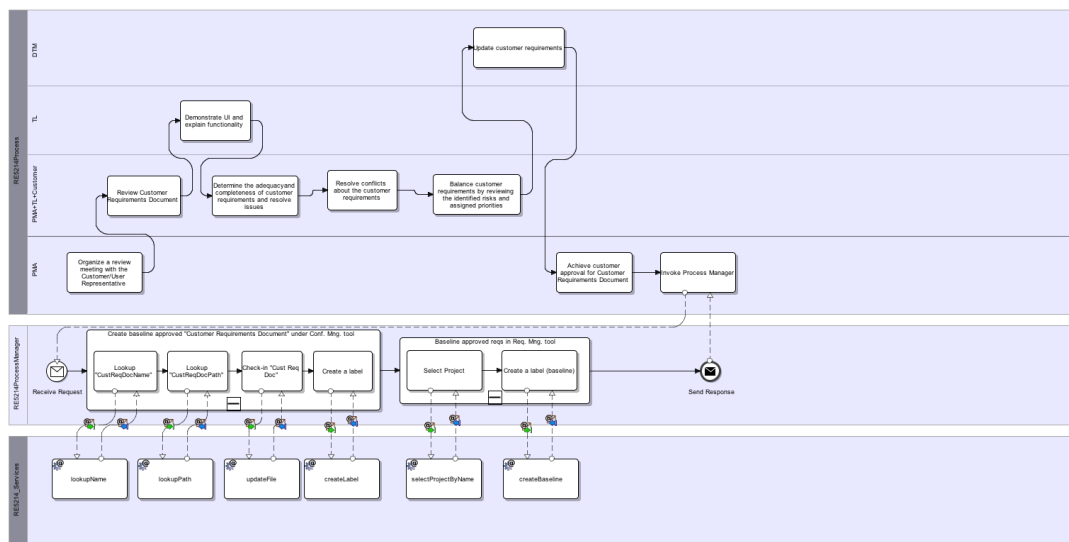 RE5214Process
DTM
Update customer requirements
TL
Demonstrate UI and
explain functionality
PMA+TL+Customer
Review Customer
Requirements Document
Determine the adequacyand
completeness of customer
requirements and resolve
issues
Resolve conflicts
about the customer
requirements
Balance customer
requirements by reviewing
the identified risks and
assigned priorities
PMA
Organize a review
meeting with the
Customer/User
Representative
Achieve customer
approval for Customer
Requirements Document
Invoke Process Manager
RE5214ProcessManager
Receive Request
Create baseline approved "Customer Requirements Document" under Conf. Mng. tool
Lookup
"CustReqDocName"
Lookup
"CustReqDocPath"
Check-in "Cust Req
Doc"
Create a label
Baseline approved reqs in Req. Mng. tool
Select Project
Create a label (baseline)
Send Response
RE5214_Services
lookupName
lookupPath
updateFile
createLabel
selectProjectByName
createBaseline